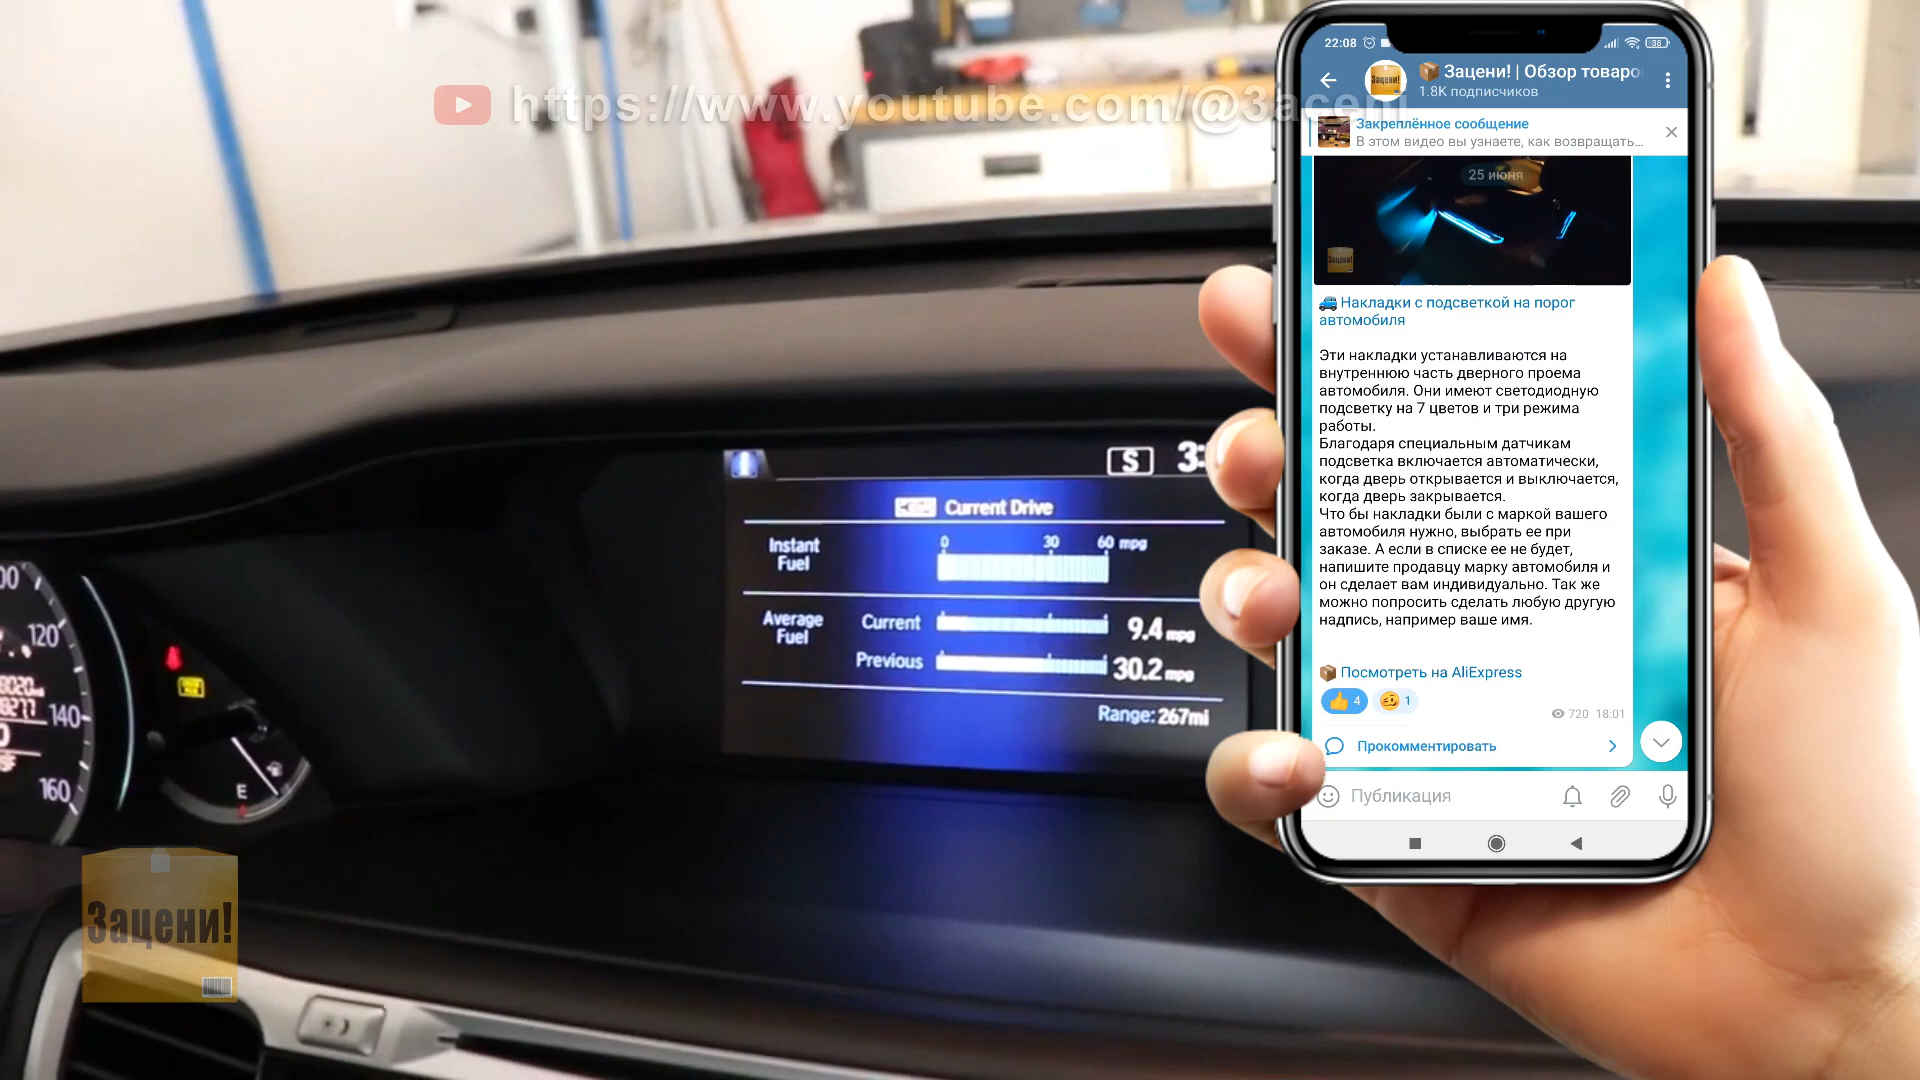 https://www.youtube.com/@3aceni
22:08
38
Зацени!
📦 Зацени! | Обзор товаро
1.8K подписчиков
Закреплённое сообщение
В этом видео вы узнаете, как возвращать...
25 июня
Зацени!
🚙 Накладки с подсветкой на порог
автомобиля
Эти накладки устанавливаются на
внутреннюю часть дверного проема
автомобиля. Они имеют светодиодную
подсветку на 7 цветов и три режима
работы.
Благодаря специальным датчикам
подсветка включается автоматически,
когда дверь открывается и выключается,
когда дверь закрывается.
Что бы накладки были с маркой вашего
автомобиля нужно, выбрать ее при
заказе. А если в списке ее не будет,
напишите продавцу марку автомобиля и
он сделает вам индивидуально. Так же
можно попросить сделать любую другую
надпись, например ваше имя.
📦 Посмотреть на AliExpress
👍 4 🥴 1
720 18:01
Прокомментировать
Публикация
S 3:
Current Drive
Instant
Fuel
0 30 60 mpg
Average
Fuel
Current 9.4 mpg
Previous 30.2 mpg
Range: 267mi
120
140
160
E
Зацени!